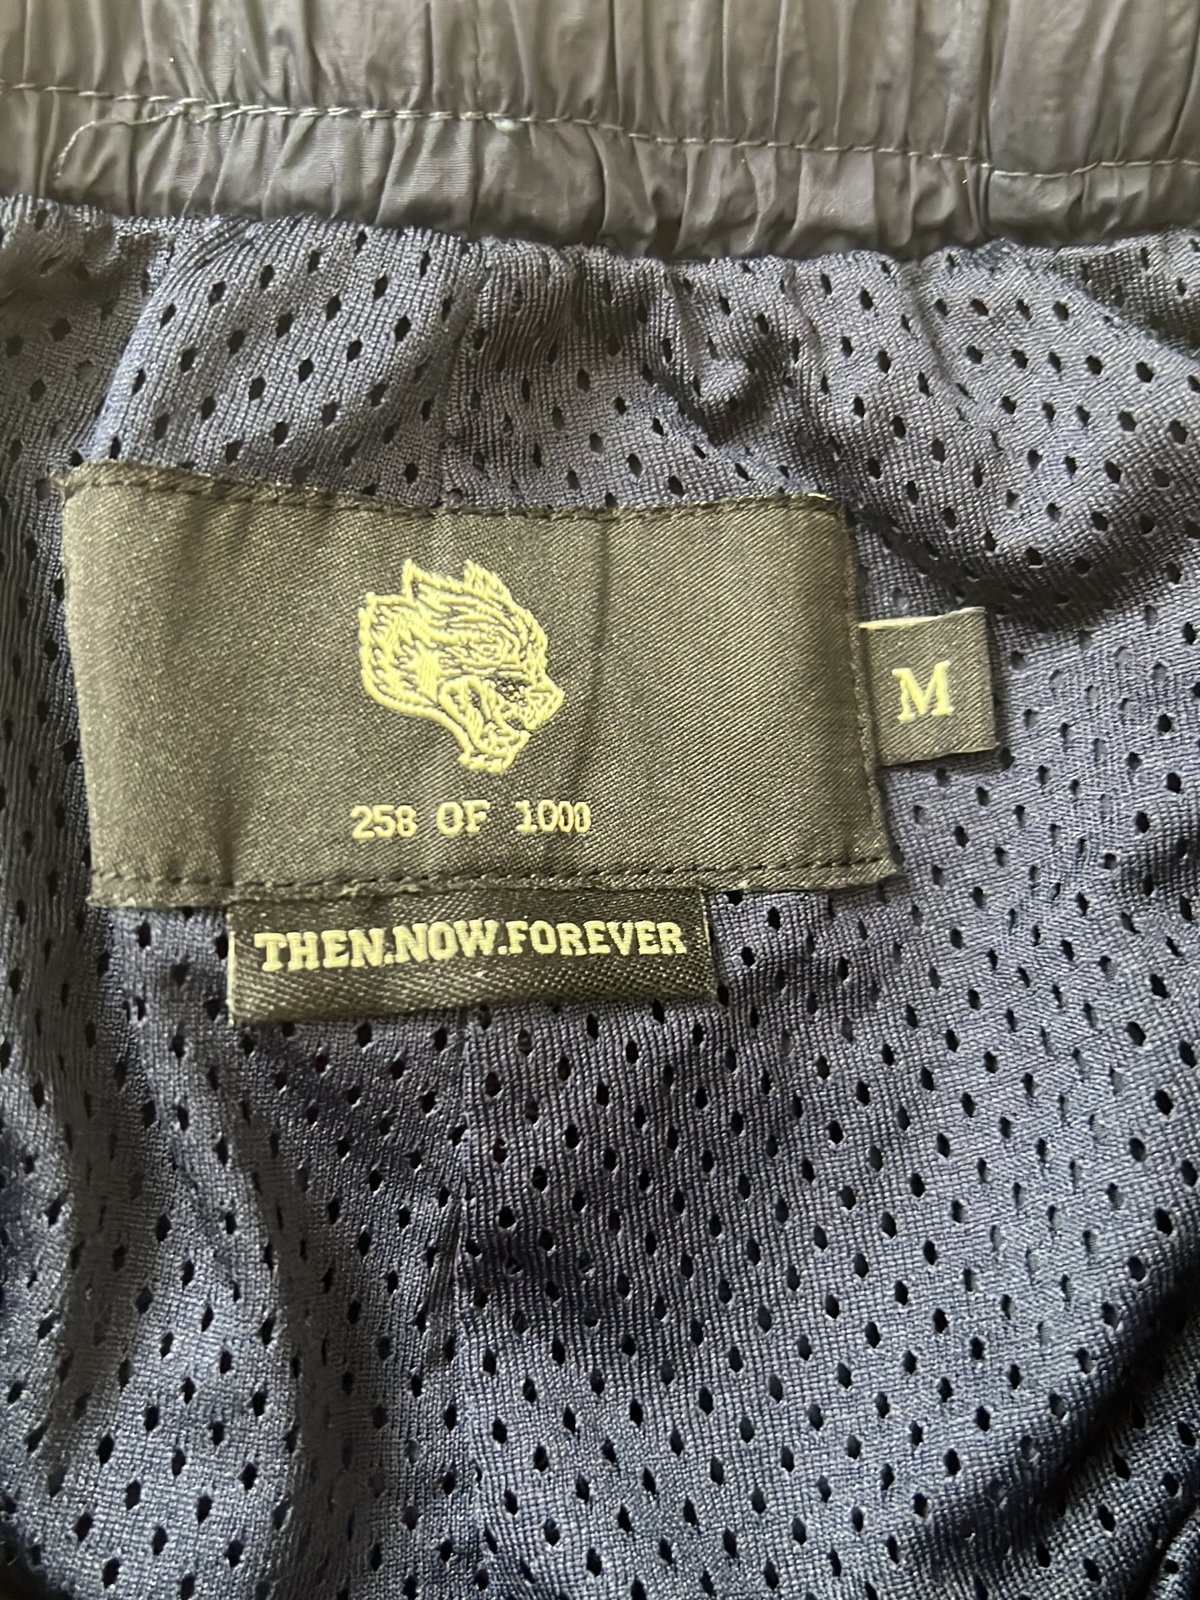 M
258 OF 1000
THEN.NOW.FOREVER